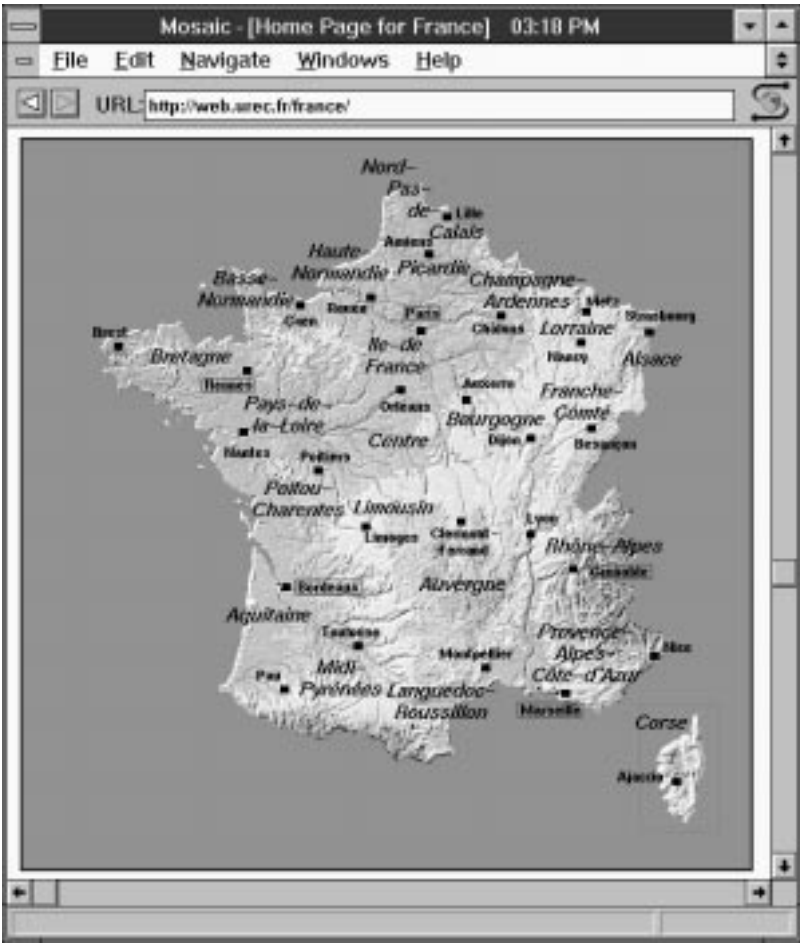 Mosaic - [Home Page for France] 03:18 PM
File Edit Navigate Windows Help
URL: http://web.urec.fr/france/
Nord-
Pas-
de-
Calais
Lille
Amiens
Haute-
Normandie
Picardie
Basse-
Normandie
Caen
Rouen
Paris
Champagne-
Ardennes
Metz
Châlons
Strasbourg
Lorraine
Nancy
Alsace
Brest
Bretagne
Rennes
Ile-de
France
Orléans
Auxerre
Franche-
Comté
Pays-de-
la-Loire
Bourgogne
Dijon
Besançon
Centre
Nantes
Poitiers
Poitou-
Charentes
Limousin
Limoges
Clermont-
Ferrand
Lyon
Rhône-Alpes
Grenoble
Auvergne
Bordeaux
Aquitaine
Toulouse
Montpellier
Provence-
Alpes-
Côte-d'Azur
Nice
Pau
Midi-
Pyrénées
Languedoc-
Roussillon
Marseille
Corse
Ajaccio